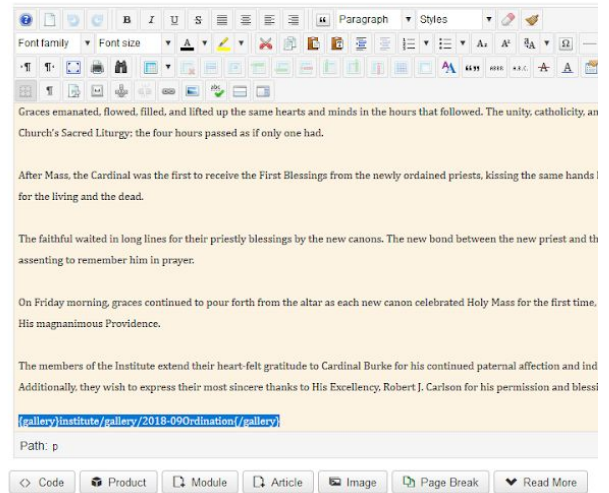 B I U S Paragraph Styles
Font family Font size A
ABBR A.B.C. A A
Graces emanated, flowed, filled, and lifted up the same hearts and minds in the hours that followed. The unity, catholicity, an
Church's Sacred Liturgy: the four hours passed as if only one had.
After Mass, the Cardinal was the first to receive the First Blessings from the newly ordained priests, kissing the same hands
for the living and the dead.
The faithful waited in long lines for their priestly blessings by the new canons. The new bond between the new priest and th
assenting to remember him in prayer.
On Friday morning, graces continued to pour forth from the altar as each new canon celebrated Holy Mass for the first time,
His magnanimous Providence.
The members of the Institute extend their heart-felt gratitude to Cardinal Burke for his continued paternal affection and ind
Additionally, they wish to express their most sincere thanks to His Excellency, Robert J. Carlson for his permission and blessi
{gallery}institute/gallery/2018-09Ordination{/gallery}
Path: p
Code Product Module Article Image Page Break Read More